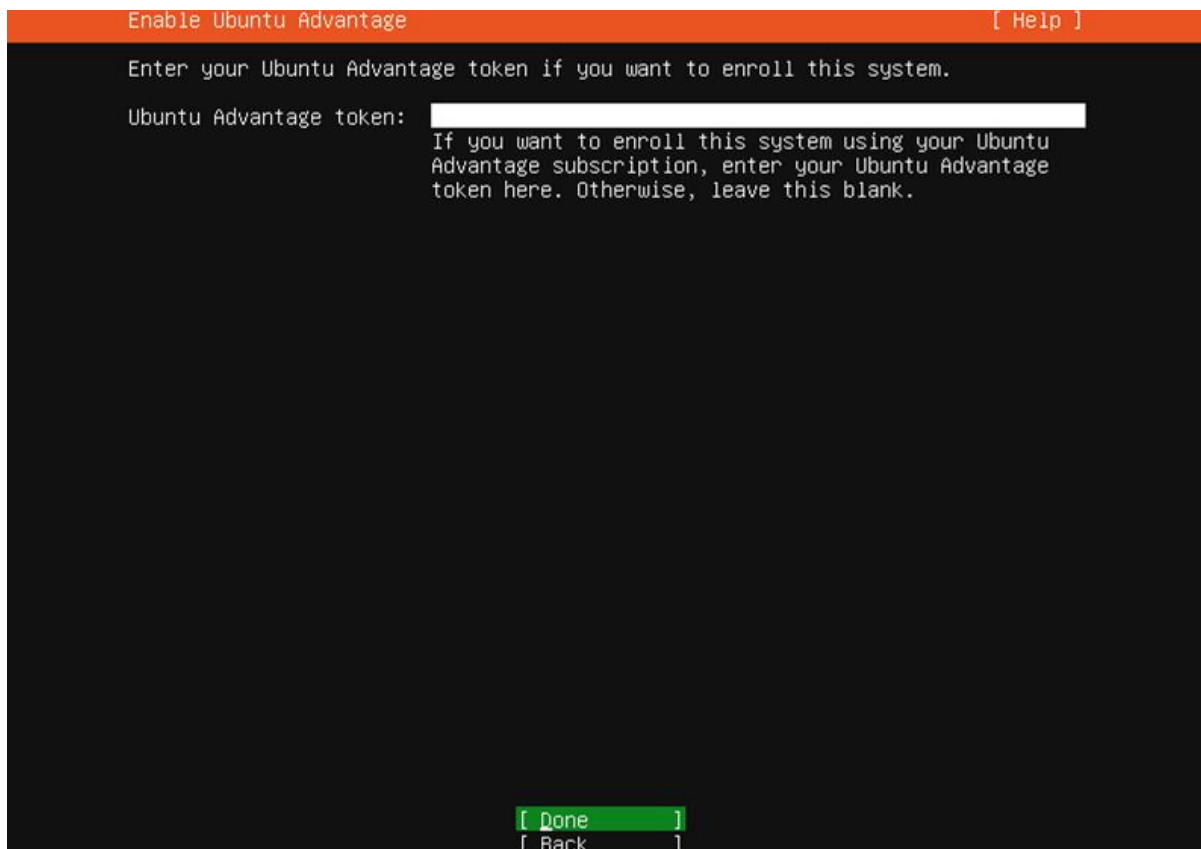 Enable Ubuntu Advantage [ Help ]
Enter your Ubuntu Advantage token if you want to enroll this system.
Ubuntu Advantage token:
If you want to enroll this system using your Ubuntu
Advantage subscription, enter your Ubuntu Advantage
token here. Otherwise, leave this blank.
[ Done ]
[ Back ]